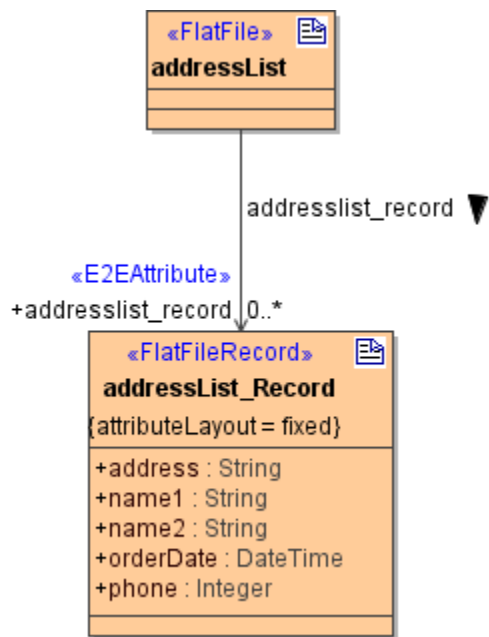 «FlatFile»
addressList
addresslist_record
«E2EAttribute»
+addresslist_record 0..*
«FlatFileRecord»
addressList_Record
{attributeLayout = fixed}
+address : String
+name1 : String
+name2 : String
+orderDate : DateTime
+phone : Integer